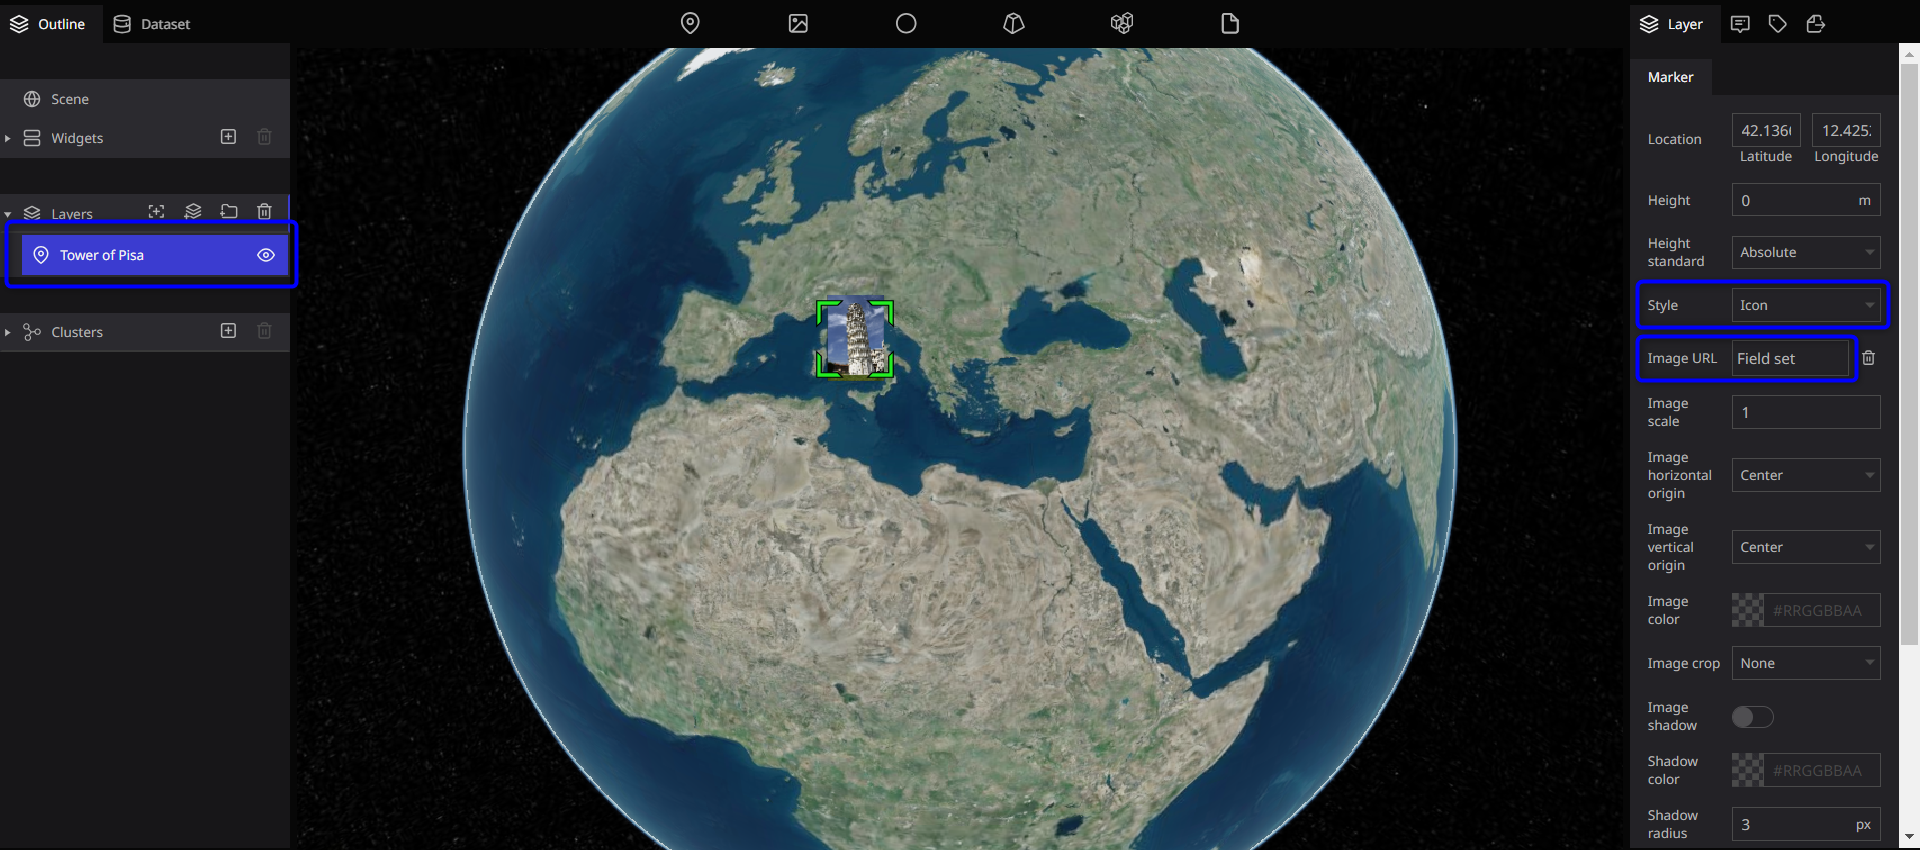 Outline
Dataset
Layer
Marker
Scene
Widgets
Layers
Tower of Pisa
Clusters
Location
42.136
12.425
Latitude
Longitude
Height
0
m
Height
standard
Absolute
Style
Icon
Image URL
Field set
Image
scale
1
Image
horizontal
origin
Center
Image
vertical
origin
Center
Image
color
#RRGGBBAA
Image crop
None
Image
shadow
Shadow
color
#RRGGBBAA
Shadow
radius
3
px